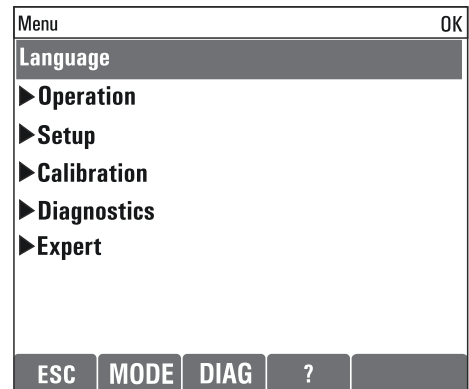 Menu OK
Language
▶Operation
▶Setup
▶Calibration
▶Diagnostics
▶Expert
ESC MODE DIAG ?